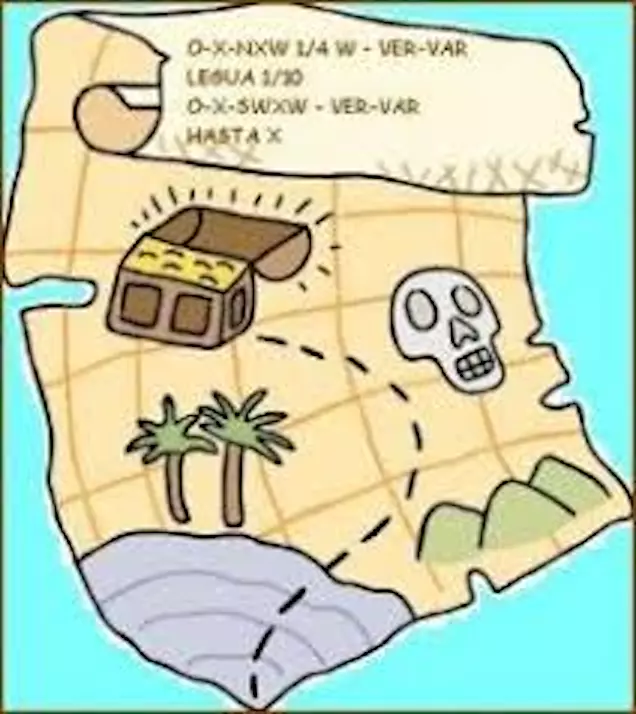 O-X-NXW 1/4 W - VER-VAR
LEGUA 1/10
O-X-SWXW - VER-VAR
HASTA X